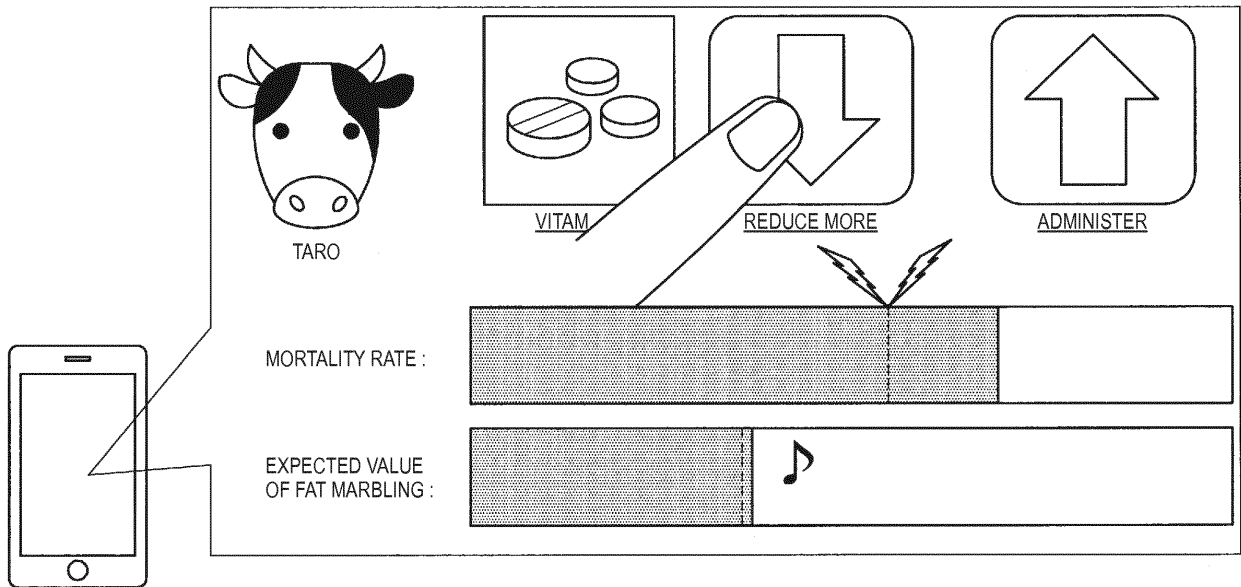 VITAM
REDUCE MORE
ADMINISTER
TARO
MORTALITY RATE :
EXPECTED VALUE
OF FAT MARBLING :